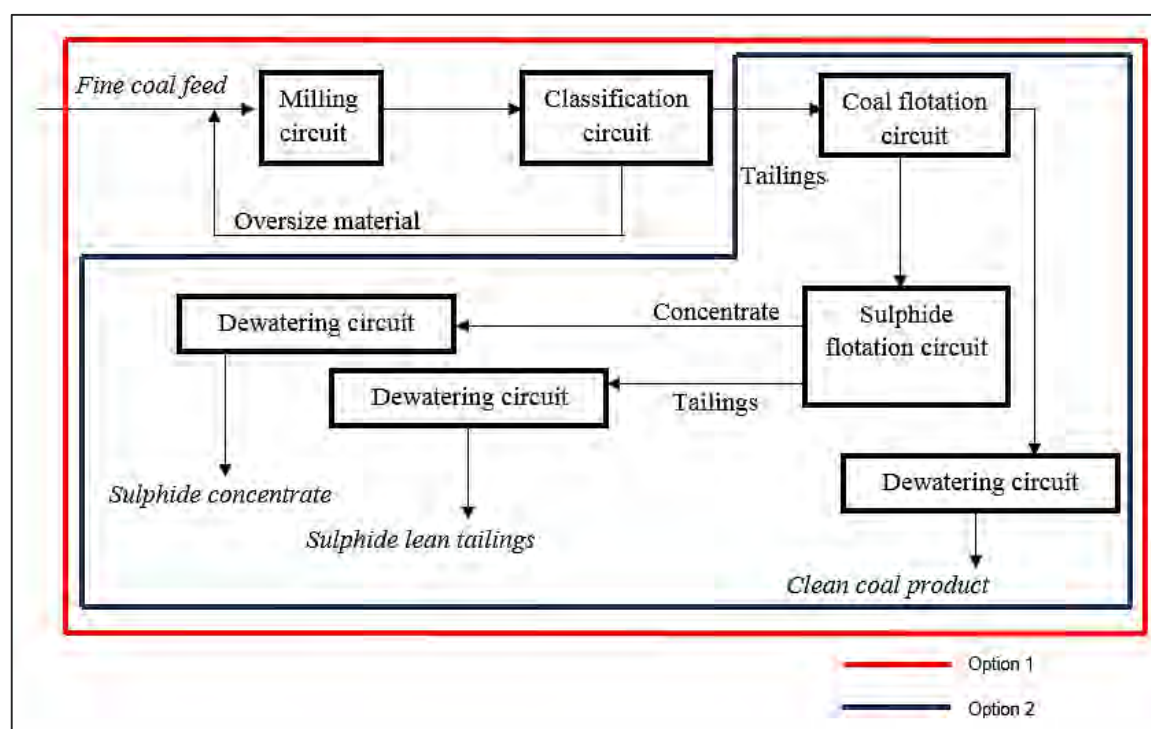 Fine coal feed
Milling
circuit
Classification
circuit
Coal flotation
circuit
Tailings
Oversize material
Concentrate
Sulphide
flotation circuit
Dewatering circuit
Dewatering circuit
Tailings
Dewatering circuit
Sulphide concentrate
Sulphide lean tailings
Clean coal product
Option 1
Option 2